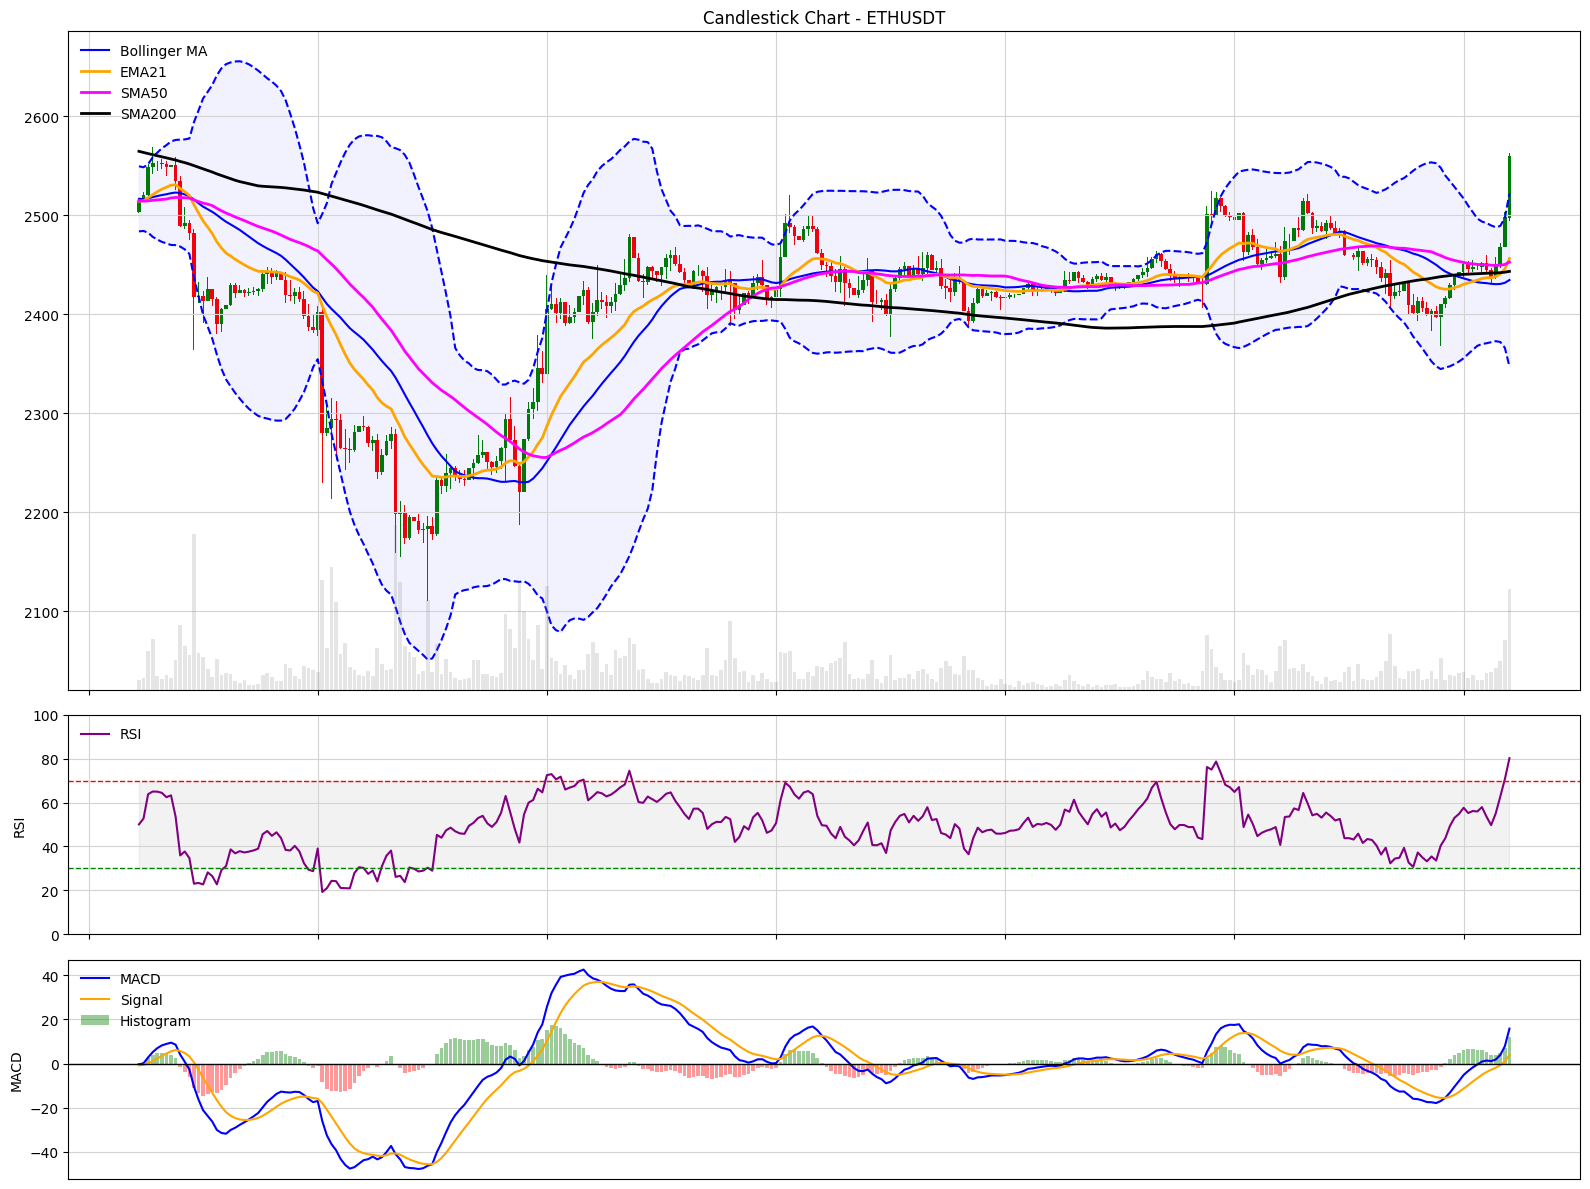 Candlestick Chart - ETHUSDT
Bollinger MA
EMA21
SMA50
SMA200
2600
2500
2400
2300
2200
2100
100
RSI
80
60
RSI
40
20
0
40
MACD
Signal
20
Histogram
0
MACD
−20
−40